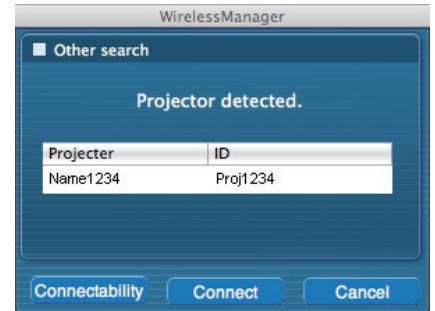 WirelessManager
Other search
Projector detected.
Projecter ID
Name1234 Proj1234
Connectability Connect Cancel